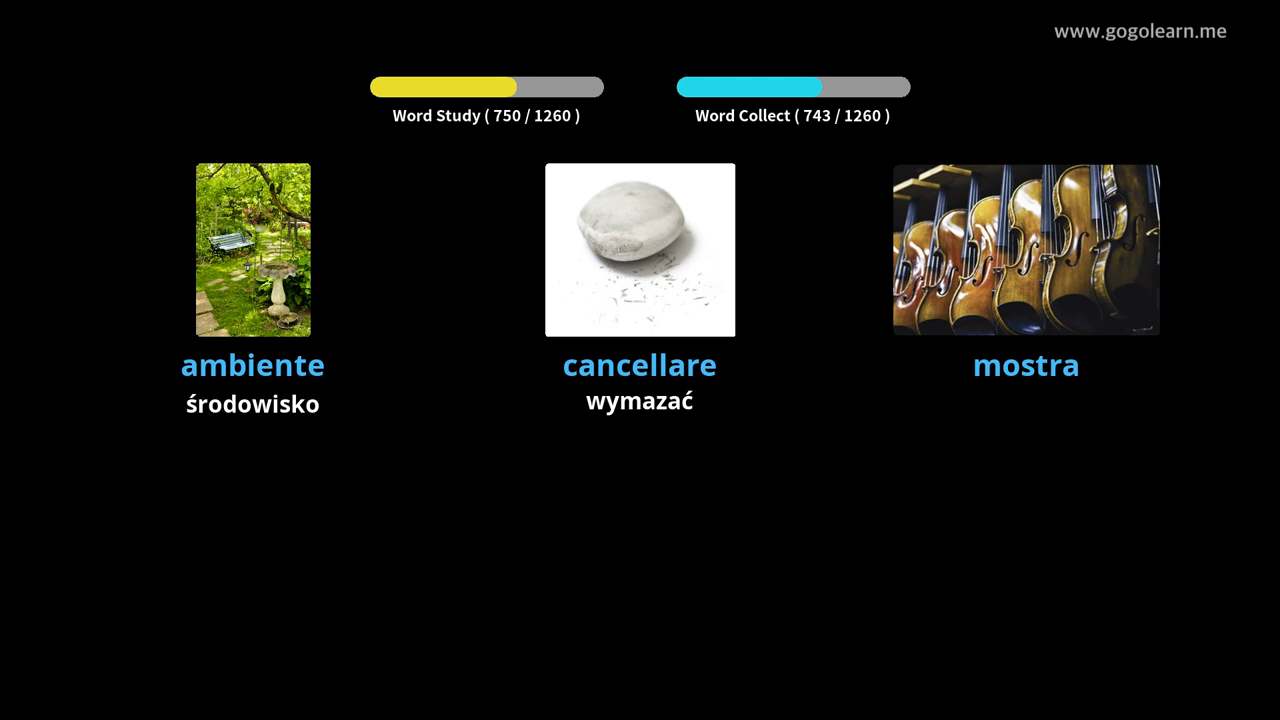 www.gogolearn.me
Word Study ( 750 / 1260 )
Word Collect ( 743 / 1260 )
ambiente
cancellare
mostra
środowisko
wymazać